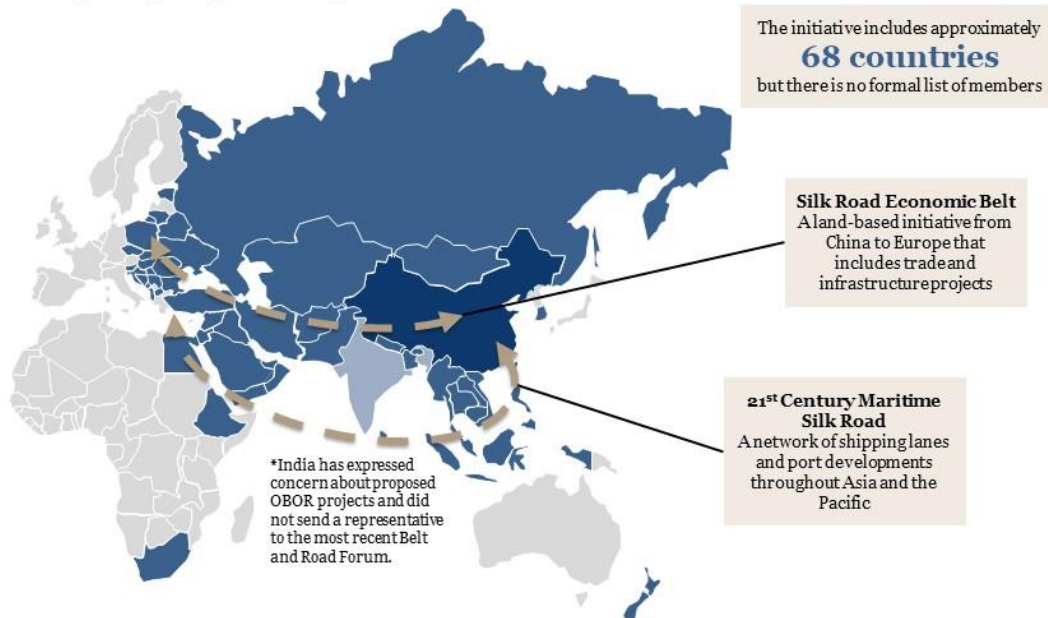 The initiative includes approximately
68 countries
but there is no formal list of members
Silk Road Economic Belt
A land-based initiative from
China to Europe that
includes trade and
infrastructure projects
21st Century Maritime
Silk Road
A network of shipping lanes
and port developments
throughout Asia and the
Pacific
*India has expressed
concern about proposed
OBOR projects and did
not send a representative
to the most recent Belt
and Road Forum.